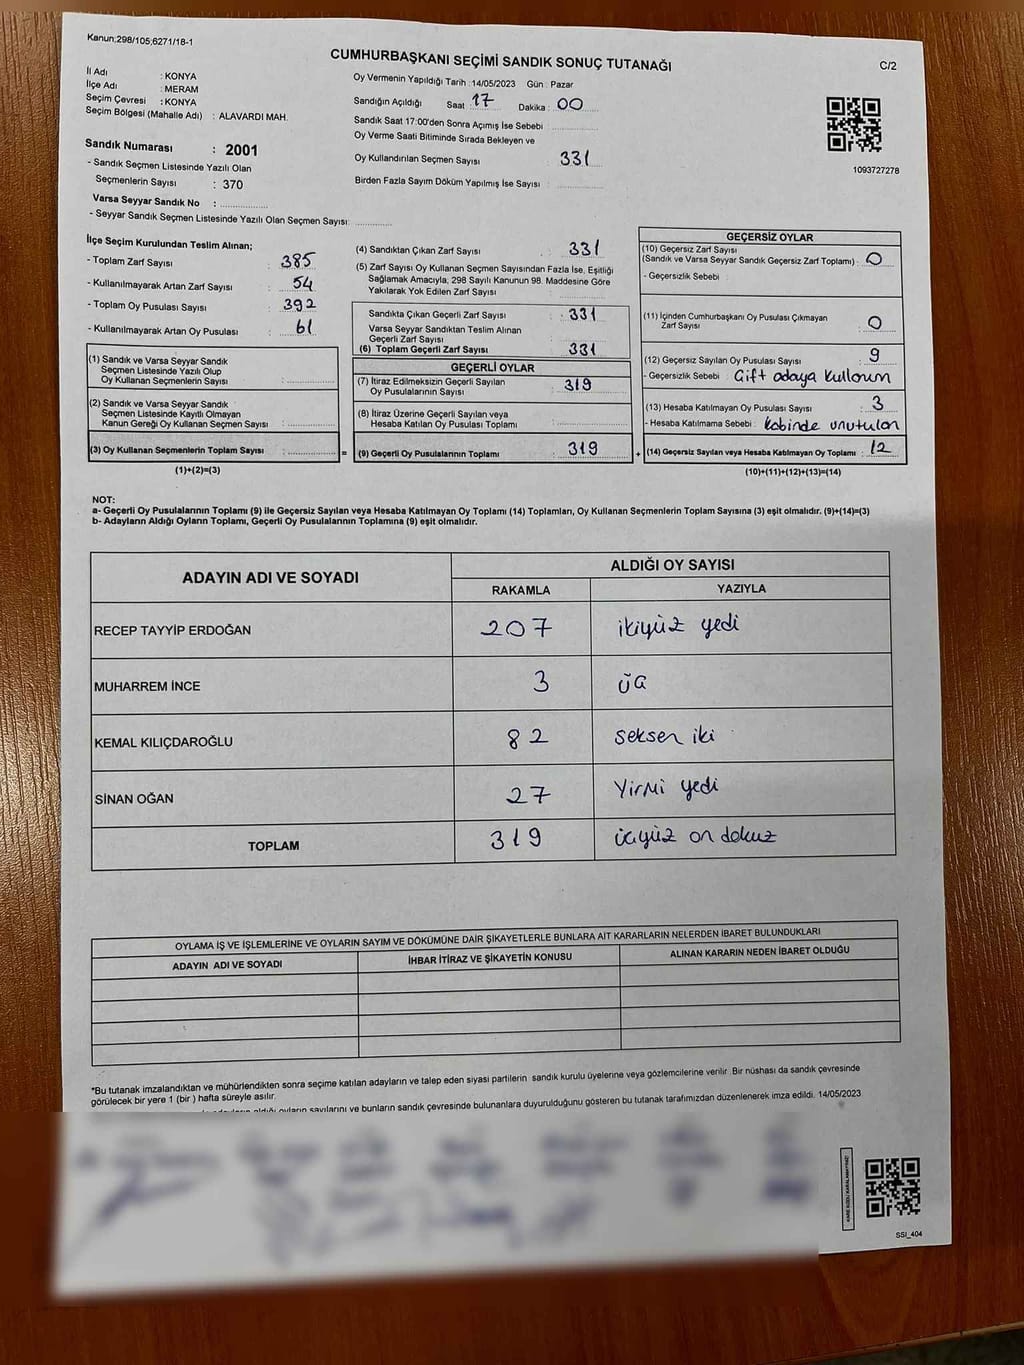 Kanun;298/105;6271/18-1
CUMHURBAŞKANI SEÇİMİ SANDIK SONUÇ TUTANAĞI
C/2
İl Adı : KONYA
İlçe Adı : MERAM
Seçim Çevresi : KONYA
Seçim Bölgesi (Mahalle Adı) : ALAVARDI MAH.
Sandık Numarası : 2001
- Sandık Seçmen Listesinde Yazılı Olan
Seçmenlerin Sayısı : 370
Varsa Seyyar Sandık No :
- Seyyar Sandık Seçmen Listesinde Yazılı Olan Seçmen Sayısı:
Oy Vermenin Yapıldığı Tarih : 14/05/2023 Gün : Pazar
Sandığın Açıldığı Saat 17 Dakika : 00
Sandık Saat 17:00'den Sonra Açımış İse Sebebi :
Oy Verme Saati Bitiminde Sırada Bekleyen ve
Oy Kullandırılan Seçmen Sayısı : 331
Birden Fazla Sayım Döküm Yapılmış İse Sayısı :
1093727278
İlçe Seçim Kurulundan Teslim Alınan;
- Toplam Zarf Sayısı : 385
- Kullanılmayarak Artan Zarf Sayısı : 54
- Toplam Oy Pusulası Sayısı : 392
- Kullanılmayarak Artan Oy Pusulası : 61
(1) Sandık ve Varsa Seyyar Sandık
Seçmen Listesinde Yazılı Olup
Oy Kullanan Seçmenlerin Sayısı :
(2) Sandık ve Varsa Seyyar Sandık
Seçmen Listesinde Kayıtlı Olmayan
Kanun Gereği Oy Kullanan Seçmen Sayısı :
(3) Oy Kullanan Seçmenlerin Toplam Sayısı :
(1)+(2)=(3)
=
(4) Sandıktan Çıkan Zarf Sayısı : 331
(5) Zarf Sayısı Oy Kullanan Seçmen Sayısından Fazla İse, Eşitliği
Sağlamak Amacıyla, 298 Sayılı Kanunun 98. Maddesine Göre
Yakılarak Yok Edilen Zarf Sayısı :
Sandıkta Çıkan Geçerli Zarf Sayısı : 331
Varsa Seyyar Sandıktan Teslim Alınan
Geçerli Zarf Sayısı :
(6) Toplam Geçerli Zarf Sayısı : 331
GEÇERLİ OYLAR
(7) İtiraz Edilmeksizin Geçerli Sayılan
Oy Pusulalarının Sayısı : 319
(8) İtiraz Üzerine Geçerli Sayılan veya
Hesaba Katılan Oy Pusulası Toplamı :
(9) Geçerli Oy Pusulalarının Toplamı : 319
+
GEÇERSİZ OYLAR
(10) Geçersiz Zarf Sayısı
(Sandık ve Varsa Seyyar Sandık Geçersiz Zarf Toplamı) : 0
- Geçersizlik Sebebi :
(11) İçinden Cumhurbaşkanı Oy Pusulası Çıkmayan
Zarf Sayısı : 0
(12) Geçersiz Sayılan Oy Pusulası Sayısı : 9
- Geçersizlik Sebebi : Çift adaya kullanım
(13) Hesaba Katılmayan Oy Pusulası Sayısı : 3
- Hesaba Katılmama Sebebi : kabinde unutulan
(14) Geçersiz Sayılan veya Hesaba Katılmayan Oy Toplamı : 12
(10)+(11)+(12)+(13)=(14)
NOT:
a- Geçerli Oy Pusulalarının Toplamı (9) ile Geçersiz Sayılan veya Hesaba Katılmayan Oy Toplamı (14) Toplamları, Oy Kullanan Seçmenlerin Toplam Sayısına (3) eşit olmalıdır. (9)+(14)=(3)
b- Adayların Aldığı Oyların Toplamı, Geçerli Oy Pusulalarının Toplamına (9) eşit olmalıdır.
ADAYIN ADI VE SOYADI ALDIĞI OY SAYISI
RAKAMLA YAZIYLA
RECEP TAYYİP ERDOĞAN 207 ikiyüz yedi
MUHARREM İNCE 3 üç
KEMAL KILIÇDAROĞLU 82 seksen iki
SİNAN OĞAN 27 Yirmi yedi
TOPLAM 319 üçyüz on dokuz
OYLAMA İŞ VE İŞLEMLERİNE VE OYLARIN SAYIM VE DÖKÜMÜNE DAİR ŞİKAYETLERLE BUNLARA AİT KARARLARIN NELERDEN İBARET BULUNDUKLARI
ADAYIN ADI VE SOYADI İHBAR İTİRAZ VE ŞİKAYETİN KONUSU ALINAN KARARIN NEDEN İBARET OLDUĞU
*Bu tutanak imzalandıktan ve mühürlendikten sonra seçime katılan adayların ve talep eden siyasi partilerin sandık kurulu üyelerine veya gözlemcilerine verilir. Bir nüshası da sandık çevresinde
görülecek bir yere 1 (bir ) hafta süreyle asılır.
aldığı oyların sayılarını ve bunların sandık çevresinde bulunanlara duyurulduğunu gösteren bu tutanak tarafımızdan düzenlenerek imza edildi. 14/05/2023
SSI_404